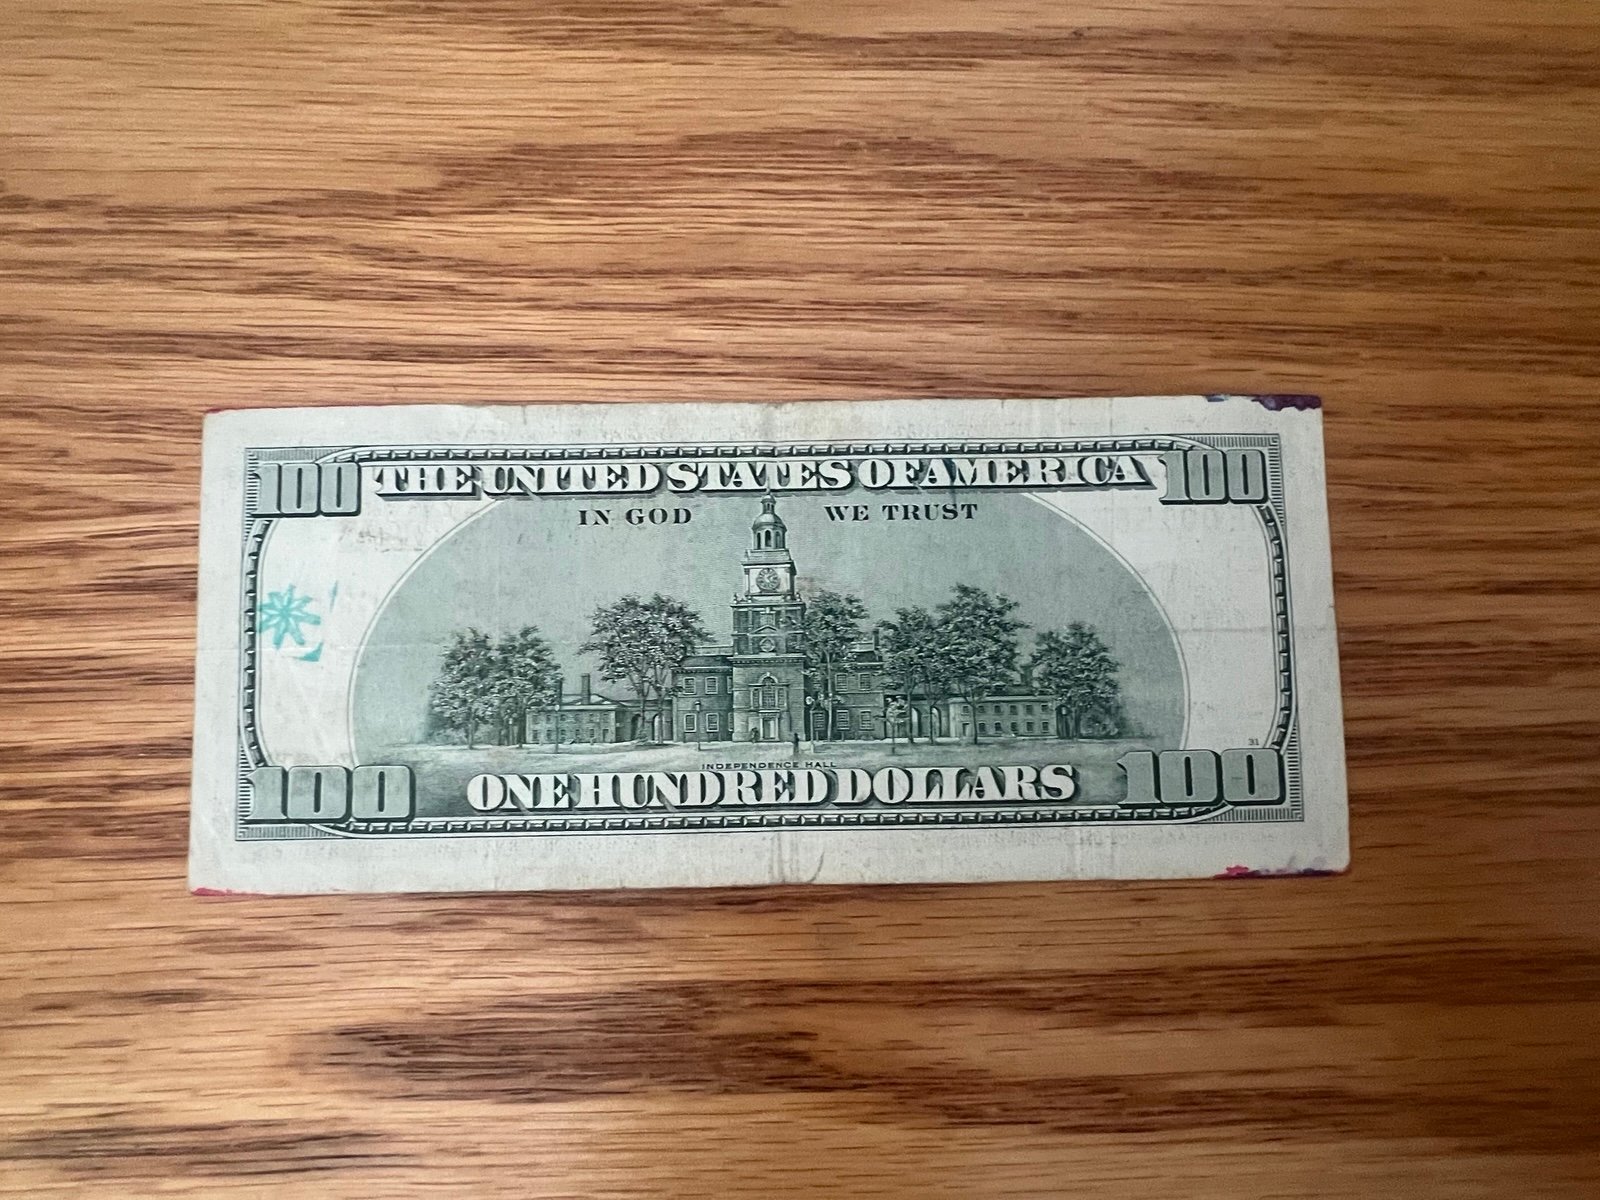 100 THE UNITED STATES OF AMERICA 100
IN GOD WE TRUST
31
INDEPENDENCE HALL
100 ONE HUNDRED DOLLARS 100